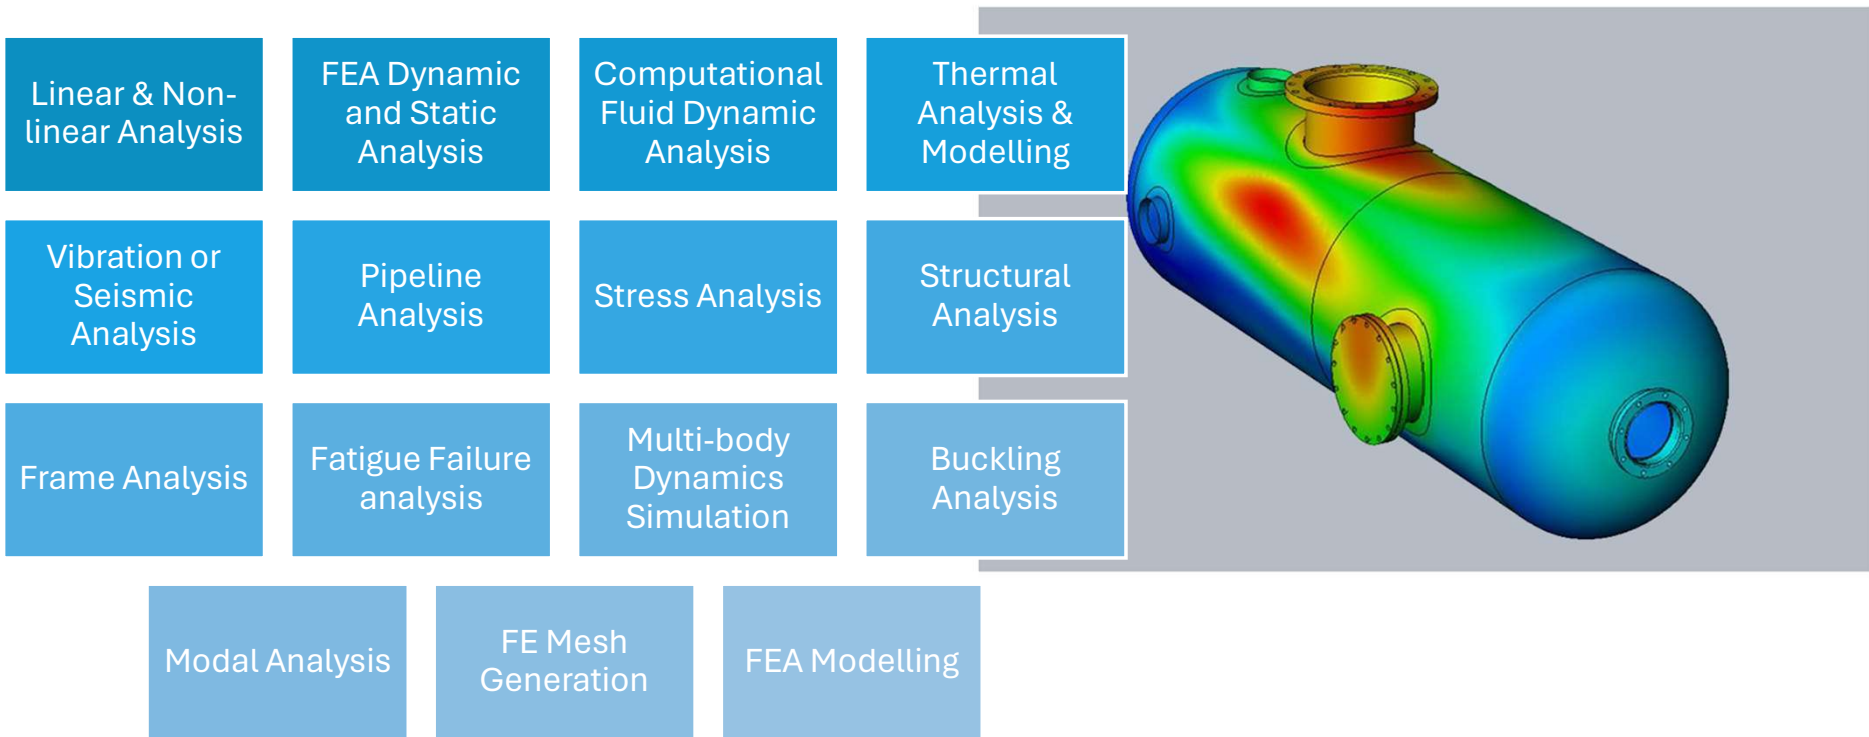 Linear & Non-
linear Analysis
FEA Dynamic
and Static
Analysis
Computational
Fluid Dynamic
Analysis
Thermal
Analysis &
Modelling
Vibration or
Seismic
Analysis
Pipeline
Analysis
Stress Analysis
Structural
Analysis
Frame Analysis
Fatigue Failure
analysis
Multi-body
Dynamics
Simulation
Buckling
Analysis
Modal Analysis
FE Mesh
Generation
FEA Modelling